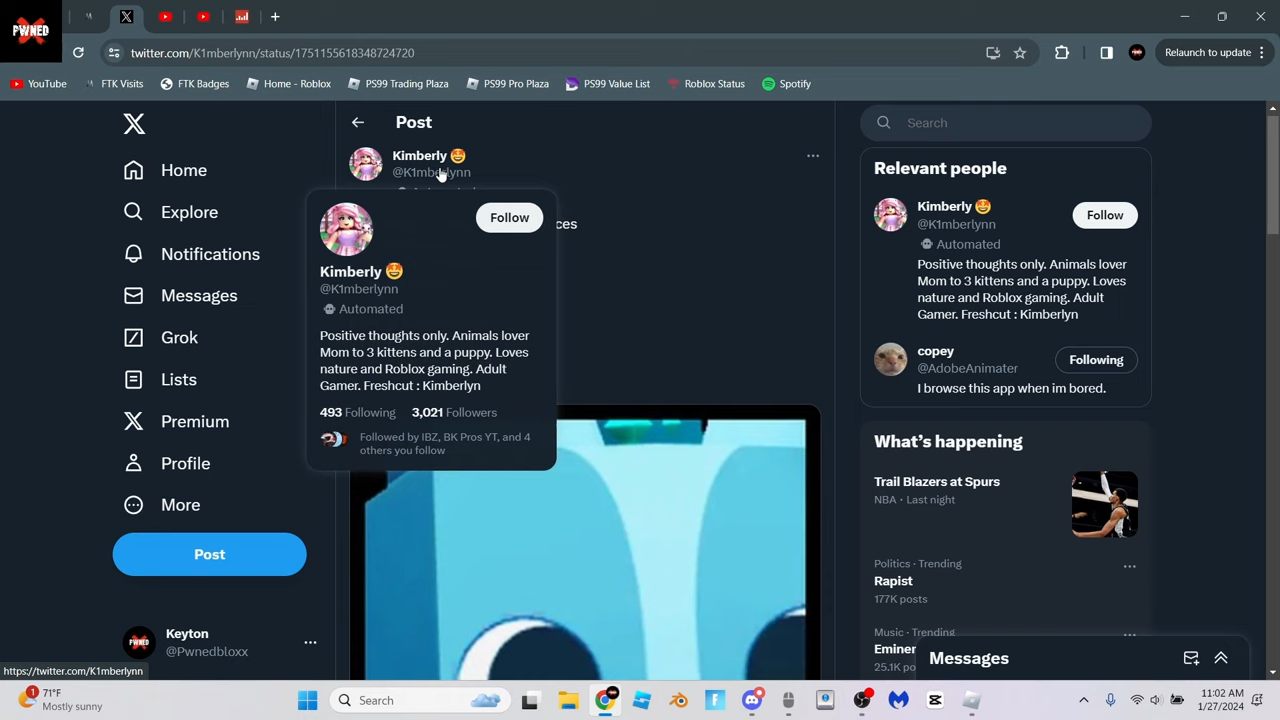 PWNED
twitter.com/K1mberlynn/status/1751155618348724720
Relaunch to update
YouTube
FTK Visits
FTK Badges
Home - Roblox
PS99 Trading Plaza
PS99 Pro Plaza
PS99 Value List
Roblox Status
Spotify
Home
Explore
Notifications
Messages
Grok
Lists
Premium
Profile
More
Post
Keyton
@Pwnedbloxx
https://twitter.com/K1mberlynn
Post
Kimberly
@K1mberlynn
ces
Follow
Kimberly
@K1mberlynn
Automated
Positive thoughts only. Animals lover
Mom to 3 kittens and a puppy. Loves
nature and Roblox gaming. Adult
Gamer. Freshcut : Kimberlyn
493 Following 3,021 Followers
Followed by IBZ, BK Pros YT, and 4
others you follow
Search
Relevant people
Kimberly
@K1mberlynn
Follow
Automated
Positive thoughts only. Animals lover
Mom to 3 kittens and a puppy. Loves
nature and Roblox gaming. Adult
Gamer. Freshcut : Kimberlyn
copey
@AdobeAnimater
Following
I browse this app when im bored.
What's happening
Trail Blazers at Spurs
NBA · Last night
Politics · Trending
Rapist
177K posts
Music · Trending
Eminer
25.1K po
Messages
1
71°F
Mostly sunny
Search
11:02 AM
1/27/2024